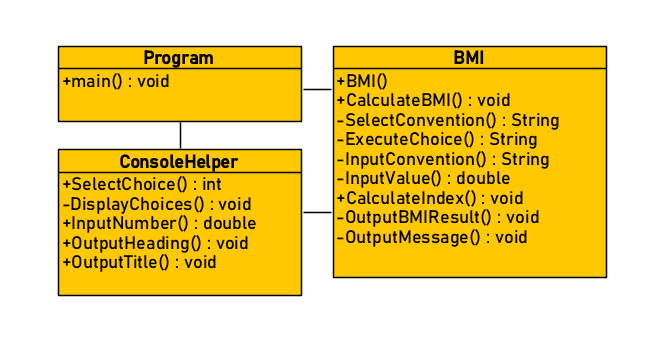 Program
+main() : void
ConsoleHelper
+SelectChoice() : int
-DisplayChoices() : void
+InputNumber() : double
+OutputHeading() : void
+OutputTitle() : void
BMI
+BMI()
+CalculateBMI() : void
-SelectConvention() : String
-ExecuteChoice() : String
-InputConvention() : String
-InputValue() : double
+CalculateIndex() : void
-OutputBMIResult() : void
-OutputMessage() : void